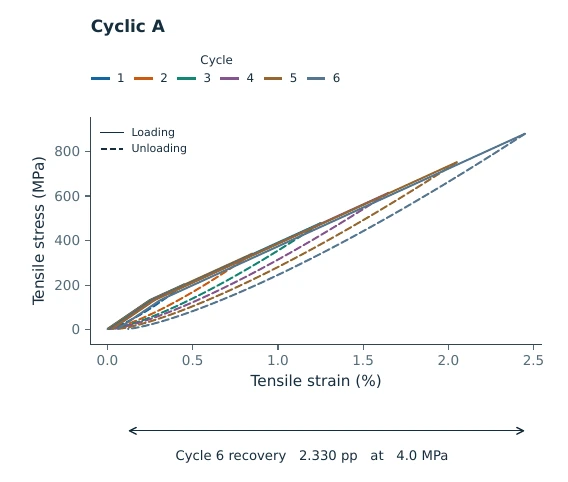 Cyclic A
Cycle
1 2 3 4 5 6
Loading
Unloading
Tensile stress (MPa)
800
600
400
200
0
0.0 0.5 1.0 1.5 2.0 2.5
Tensile strain (%)
Cycle 6 recovery 2.330 pp at 4.0 MPa